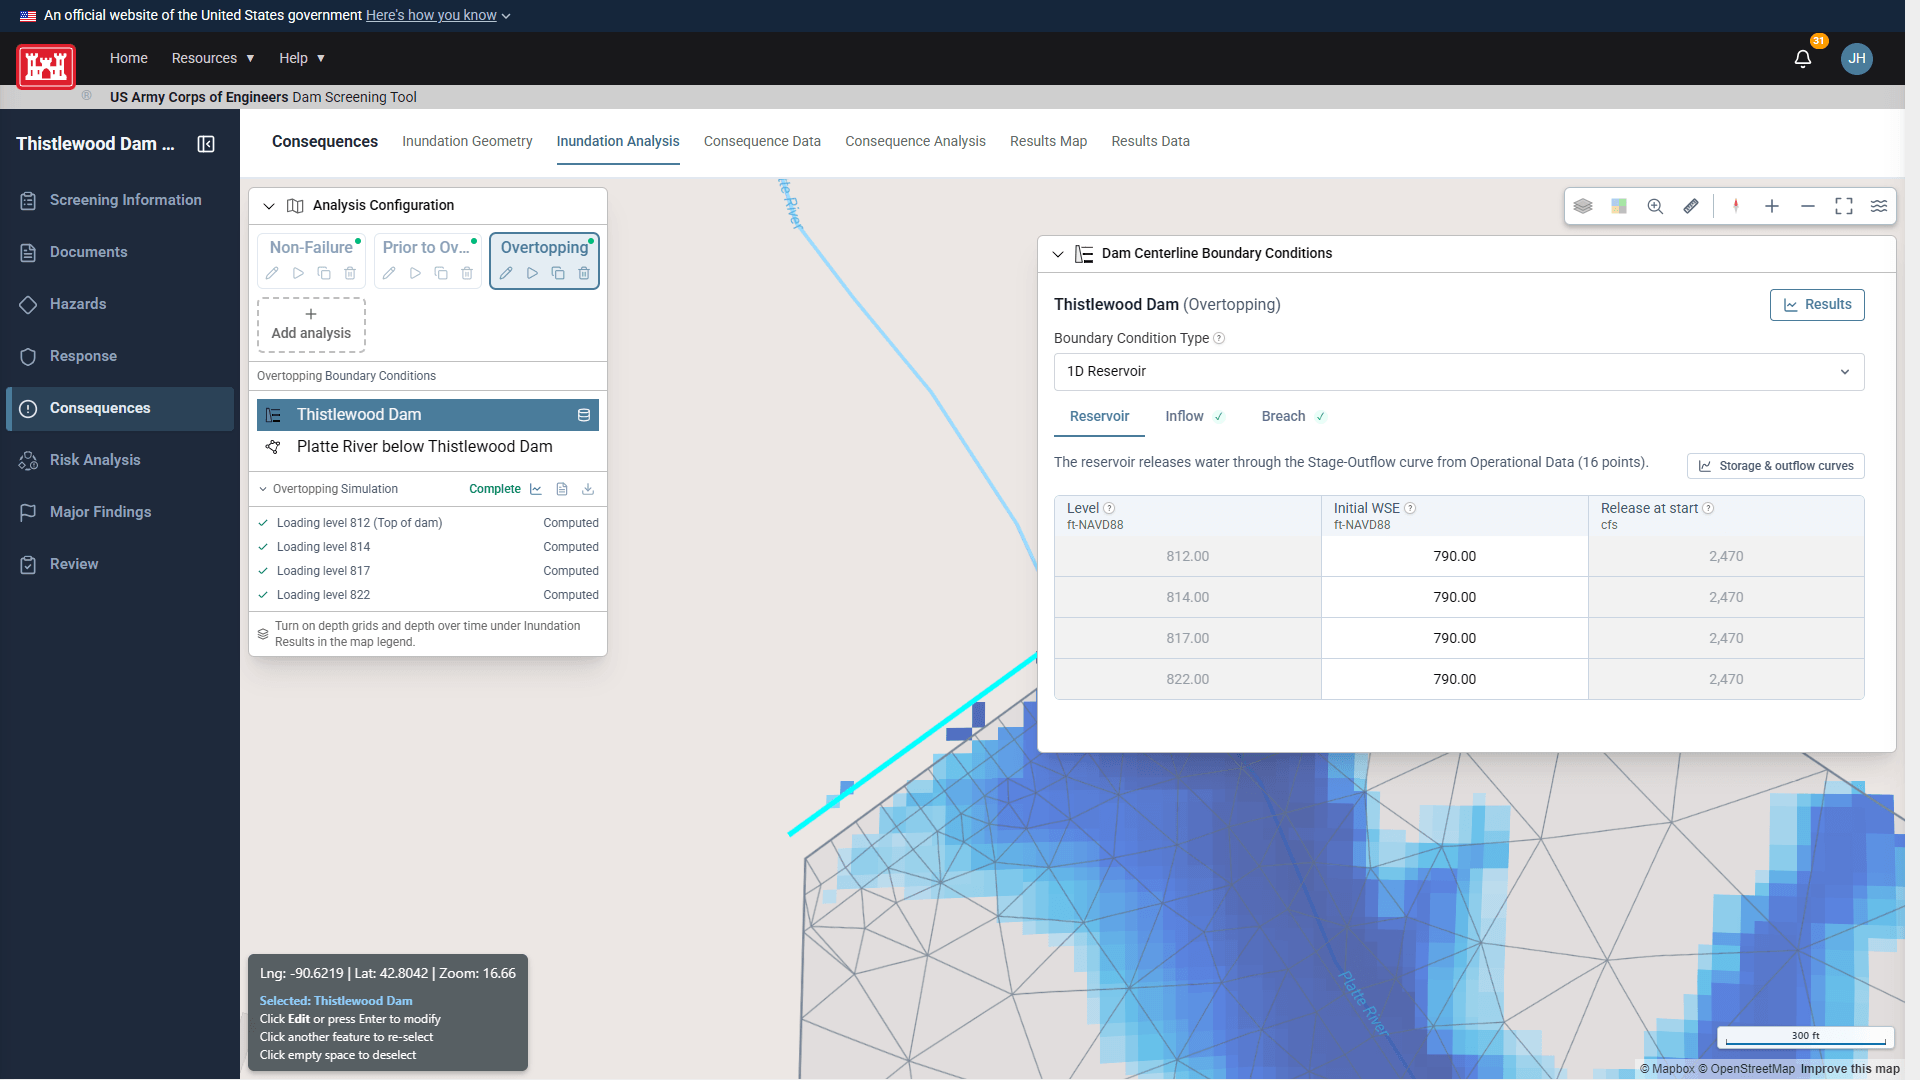 An official website of the United States government Here's how you know
Home Resources Help
31
JH
® US Army Corps of Engineers Dam Screening Tool
Thistlewood Dam ...
Screening Information
Documents
Hazards
Response
Consequences
Risk Analysis
Major Findings
Review
Consequences Inundation Geometry Inundation Analysis Consequence Data Consequence Analysis Results Map Results Data
Analysis Configuration
Non-Failure Prior to Ov... Overtopping
+
Add analysis
Overtopping Boundary Conditions
Thistlewood Dam
Platte River below Thistlewood Dam
Overtopping Simulation Complete
Loading level 812 (Top of dam) Computed
Loading level 814 Computed
Loading level 817 Computed
Loading level 822 Computed
Turn on depth grids and depth over time under Inundation
Results in the map legend.
tte River
Dam Centerline Boundary Conditions
Thistlewood Dam (Overtopping)
Results
Boundary Condition Type ?
1D Reservoir
Reservoir Inflow ✓ Breach ✓
The reservoir releases water through the Stage-Outflow curve from Operational Data (16 points).
Storage & outflow curves
Level ? Initial WSE ? Release at start ?
ft-NAVD88 ft-NAVD88 cfs
812.00 790.00 2,470
814.00 790.00 2,470
817.00 790.00 2,470
822.00 790.00 2,470
Platte River
Lng: -90.6219 | Lat: 42.8042 | Zoom: 16.66
Selected: Thistlewood Dam
Click Edit or press Enter to modify
Click another feature to re-select
Click empty space to deselect
300 ft
© Mapbox © OpenStreetMap Improve this map